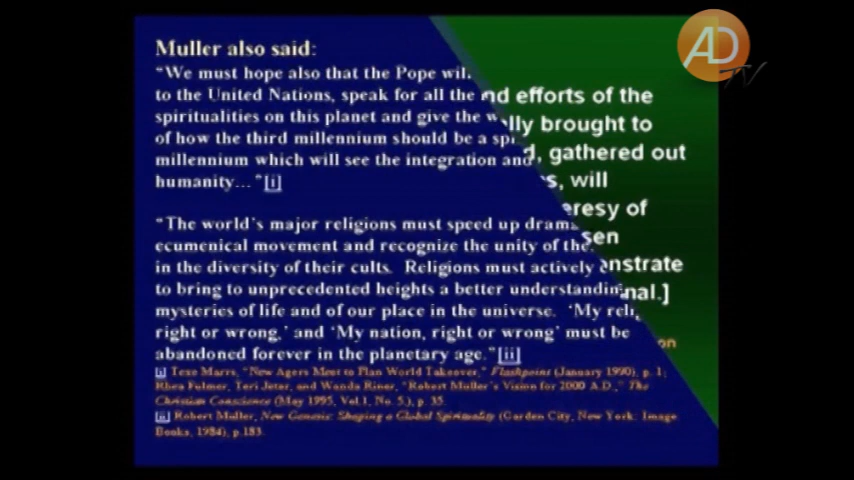 Muller also said:
"We must hope also that the Pope will
to the United Nations, speak for all the nd efforts of the
spiritualities on this planet and give the w lly brought to
of how the third millennium should be a spi
millennium which will see the integration and , gathered out
humanity... "[i] s, will
eresy of
"The world's major religions must speed up drama
ecumenical movement and recognize the unity of the sen
in the diversity of their cults. Religions must actively onstrate
to bring to unprecedented heights a better understandin nal.]
mysteries of life and of our place in the universe. 'My reli
right or wrong,' and 'My nation, right or wrong' must be on
abandoned forever in the planetary age."[ii]
[i] Texe Marrs, "New Agers Meet to Plan World Takeover," Flashpoint (January 1990), p. 1;
Rhea Fulmer, Teri Jeter, and Wanda Riner, "Robert Muller's Vision for 2000 A.D.," The
Christian Conscience (May 1995, Vol.1, No. 5.), p. 35.
[ii] Robert Muller, New Genesis: Shaping a Global Spirituality (Garden City, New York: Image
Books, 1984), p.183.
AD
TV